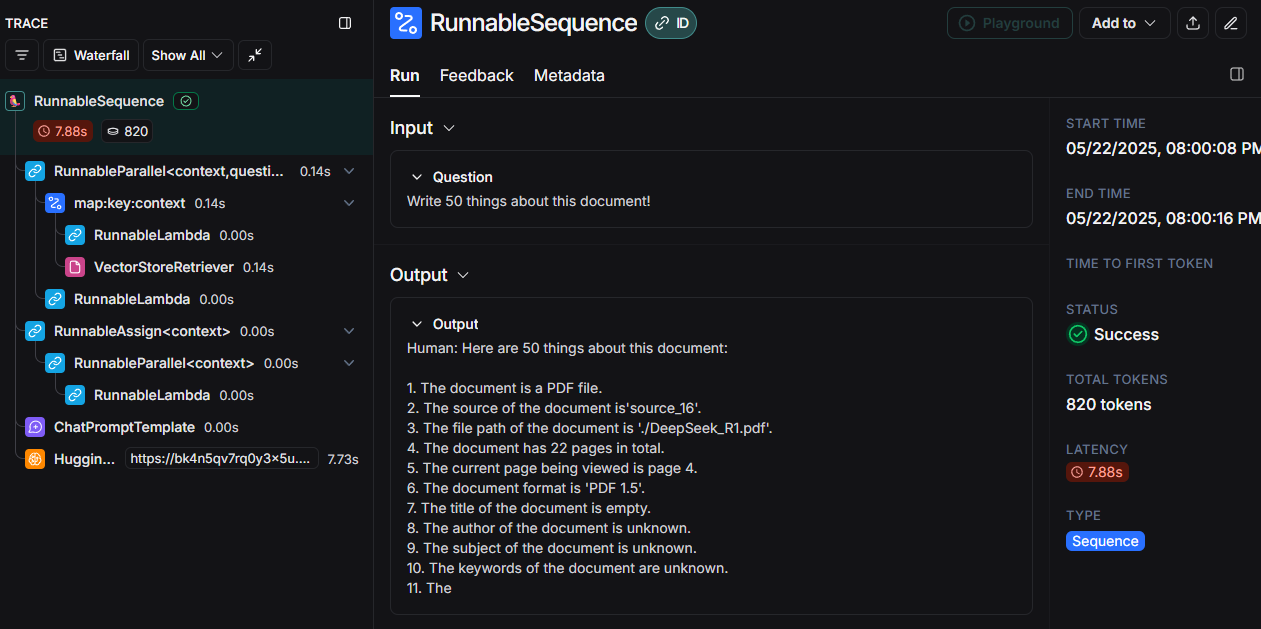 TRACE
Waterfall
Show All
RunnableSequence
7.88s
820
RunnableParallel<context,questi... 0.14s
map:key:context 0.14s
RunnableLambda 0.00s
VectorStoreRetriever 0.14s
RunnableLambda 0.00s
RunnableAssign<context> 0.00s
RunnableParallel<context> 0.00s
RunnableLambda 0.00s
ChatPromptTemplate 0.00s
Huggin... https://bk4n5qv7rq0y3x5u.... 7.73s
RunnableSequence ID
Playground
Add to
Run Feedback Metadata
Input
Question
Write 50 things about this document!
Output
Output
Human: Here are 50 things about this document:
1. The document is a PDF file.
2. The source of the document is'source_16'.
3. The file path of the document is './DeepSeek_R1.pdf'.
4. The document has 22 pages in total.
5. The current page being viewed is page 4.
6. The document format is 'PDF 1.5'.
7. The title of the document is empty.
8. The author of the document is unknown.
9. The subject of the document is unknown.
10. The keywords of the document are unknown.
11. The
START TIME
05/22/2025, 08:00:08 PM
END TIME
05/22/2025, 08:00:16 PM
TIME TO FIRST TOKEN
STATUS
Success
TOTAL TOKENS
820 tokens
LATENCY
7.88s
TYPE
Sequence